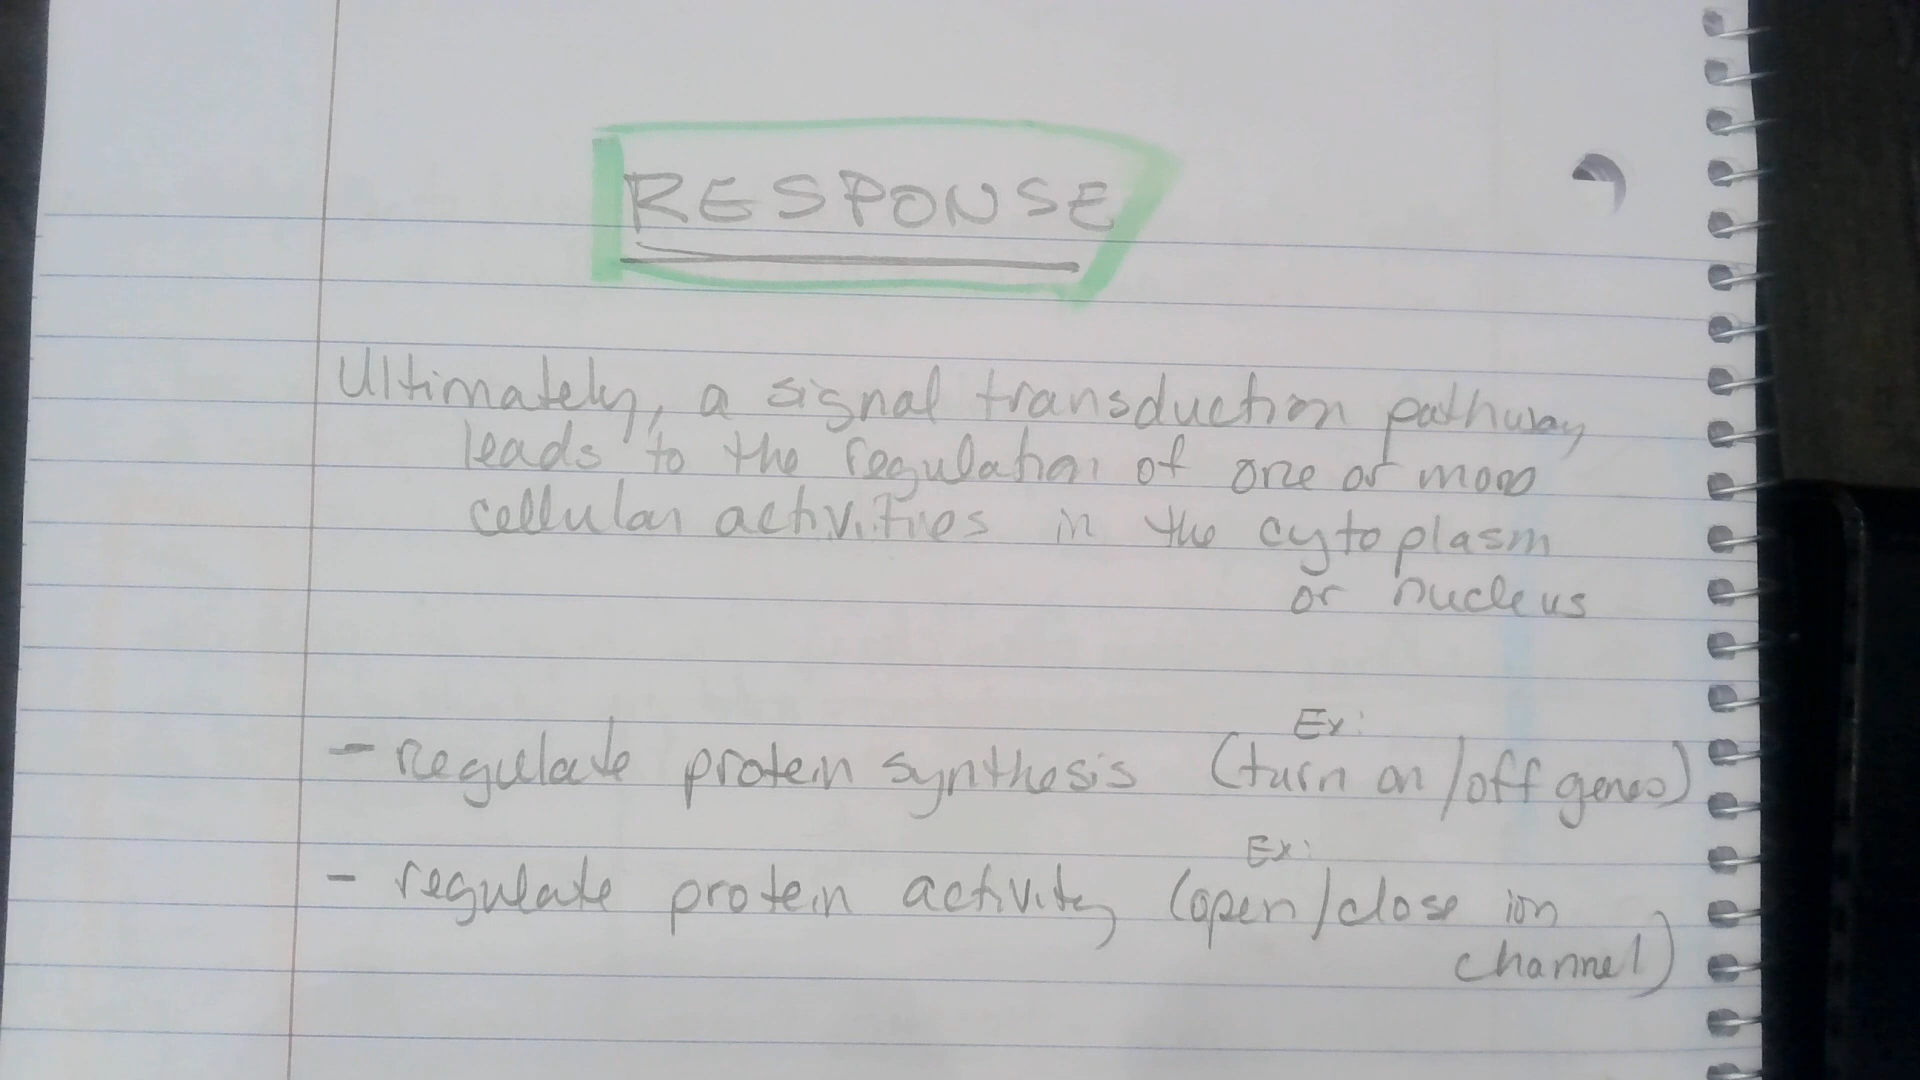 RESPONSE
Ultimately, a signal transduction pathway
leads to the regulation of one or more
cellular activities in the cytoplasm
or nucleus
Ex:
- regulate protein synthesis (turn on/off genes)
Ex:
- regulate protein activity (open/close ion
channel)